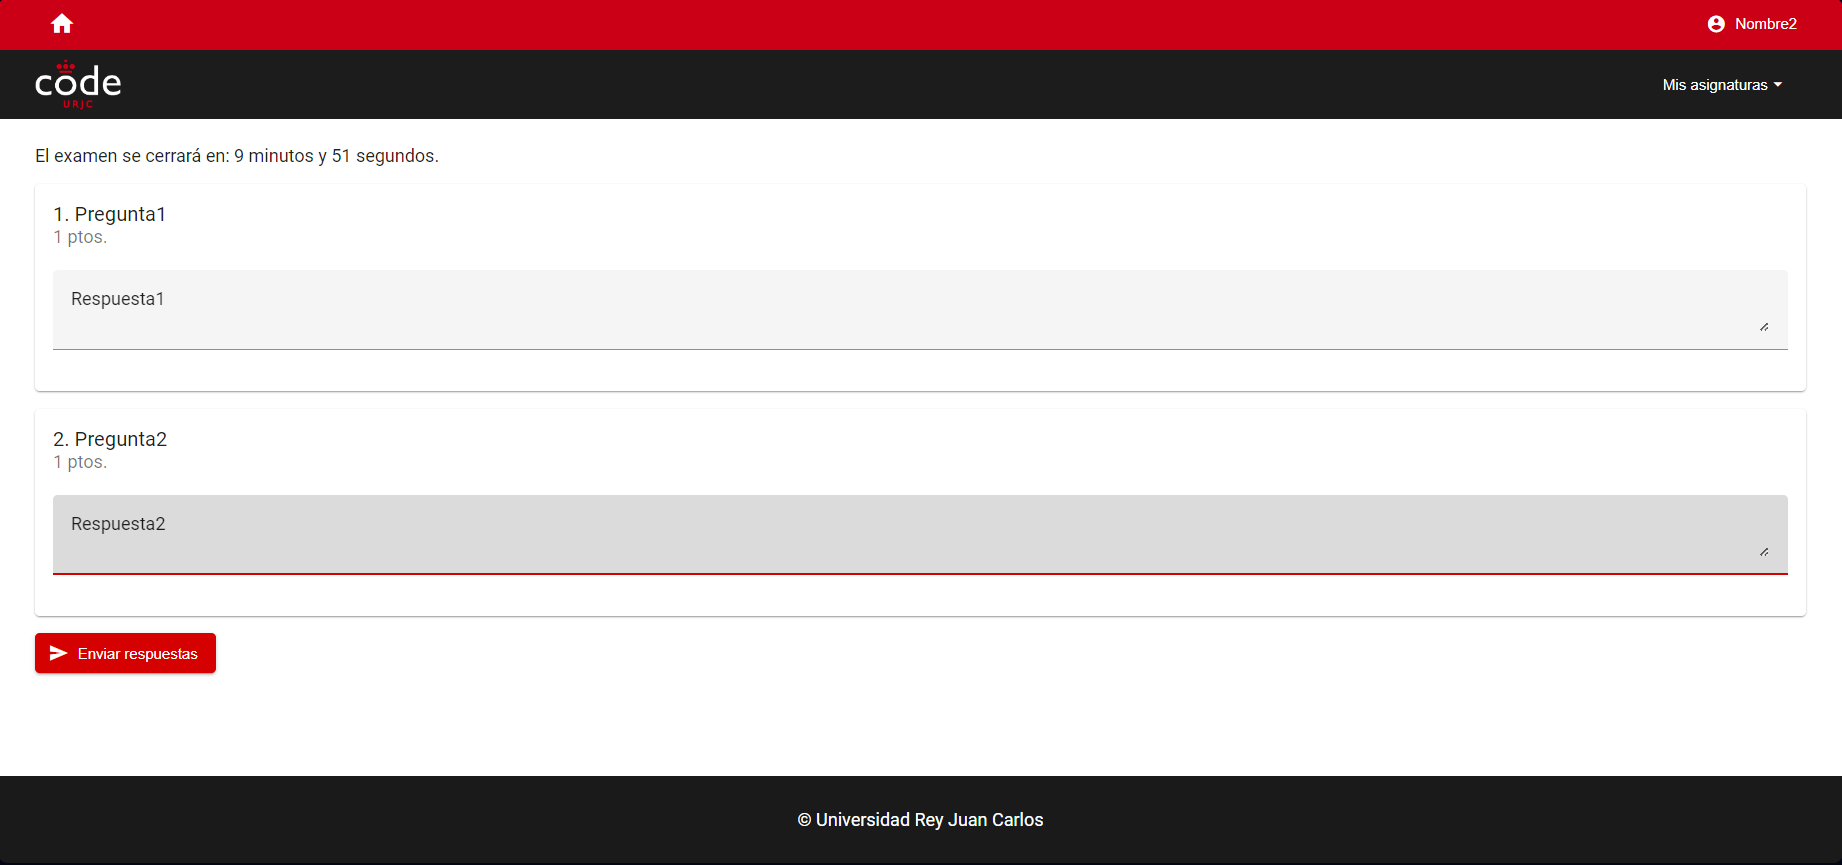 Nombre2
code
URJC
Mis asignaturas
El examen se cerrará en: 9 minutos y 51 segundos.
1. Pregunta1
1 ptos.
Respuesta1
2. Pregunta2
1 ptos.
Respuesta2
Enviar respuestas
© Universidad Rey Juan Carlos